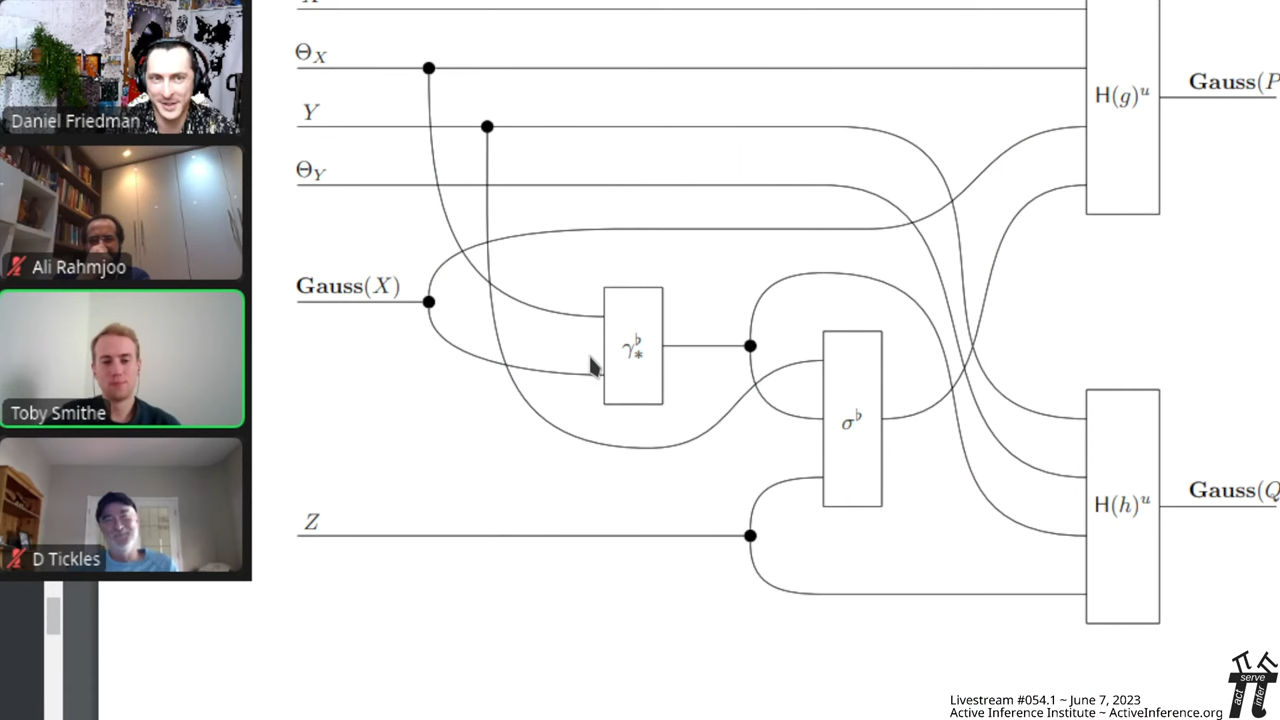 Daniel Friedman
Ali Rahmjoo
Toby Smithe
D Tickles
Θ_X
Y
Θ_Y
Gauss(X)
Z
γ^♭_*
σ^♭
H(g)^u
Gauss(P
H(h)^u
Gauss(Q
Livestream #054.1 ~ June 7, 2023
Active Inference Institute ~ ActiveInference.org
act
serve
infer